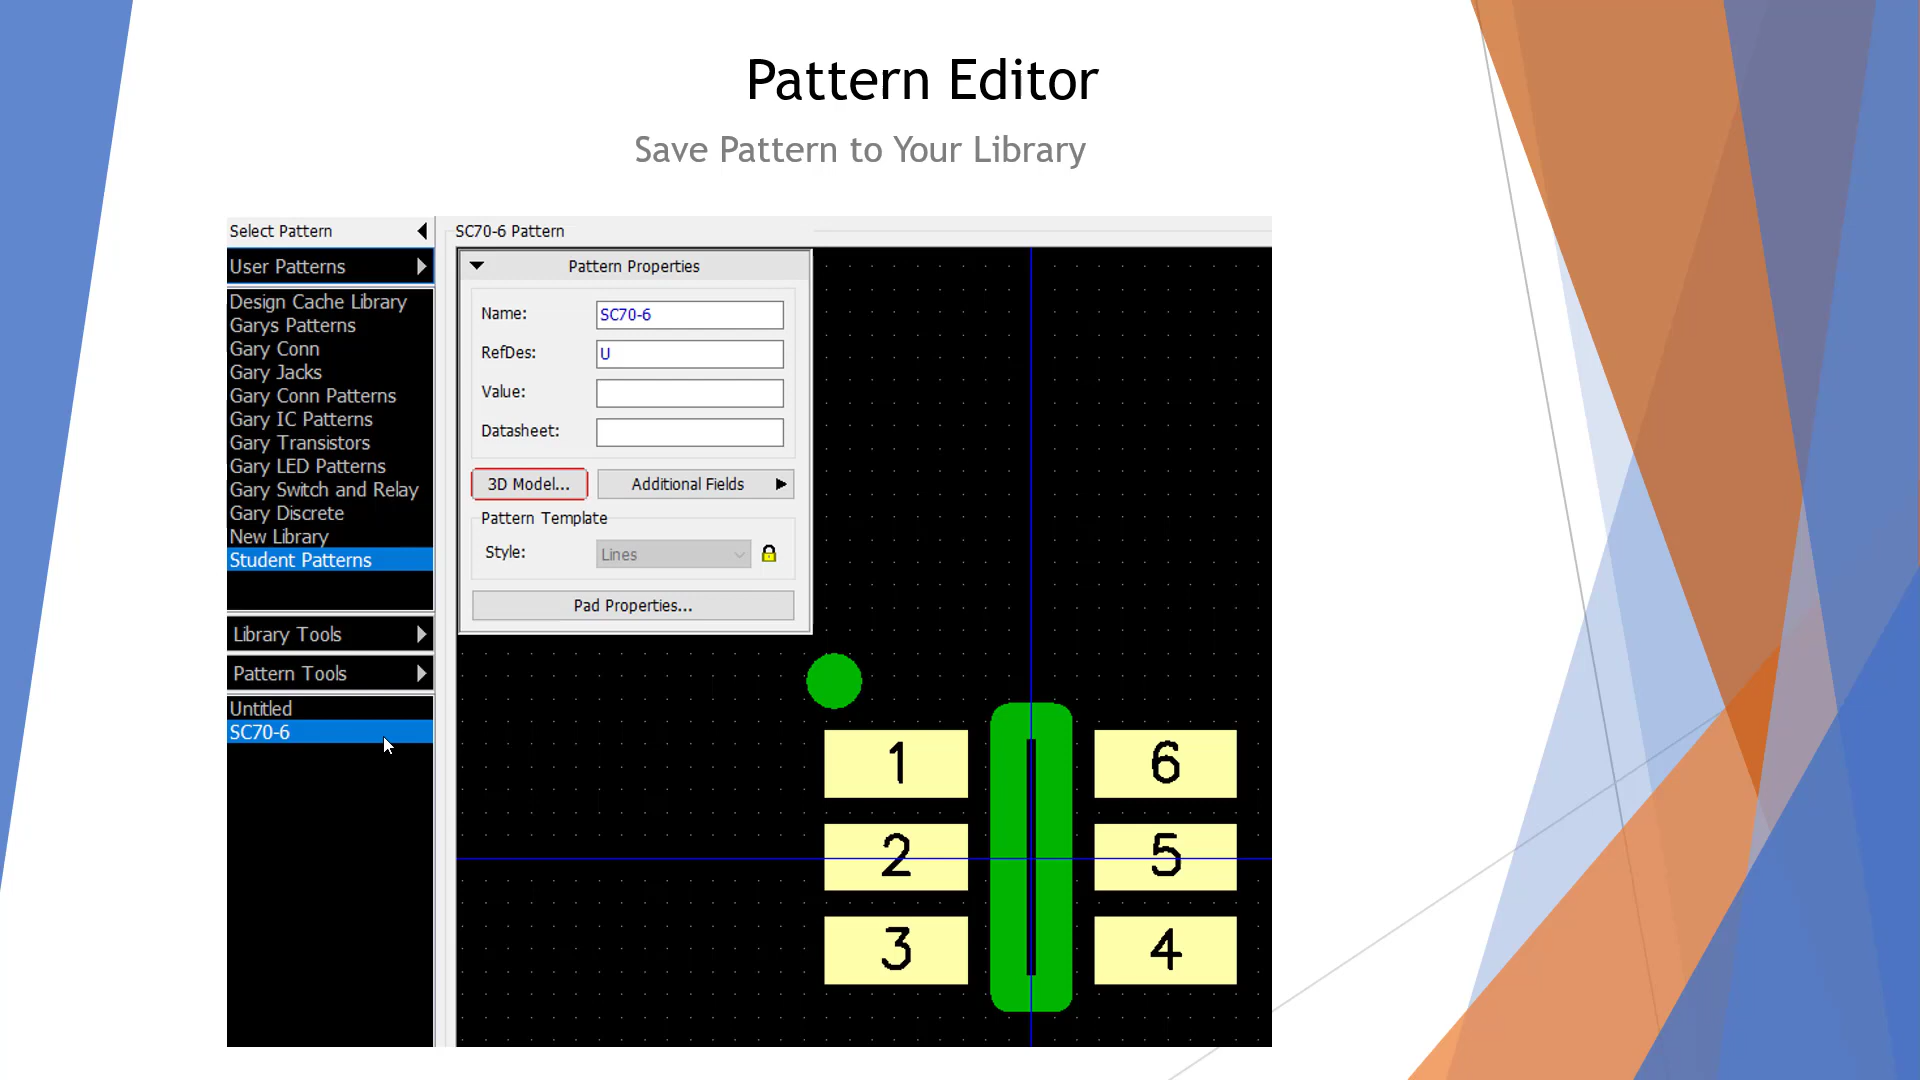 Pattern Editor
Save Pattern to Your Library
Select Pattern
User Patterns
Design Cache Library
Garys Patterns
Gary Conn
Gary Jacks
Gary Conn Patterns
Gary IC Patterns
Gary Transistors
Gary LED Patterns
Gary Switch and Relay
Gary Discrete
New Library
Student Patterns
Library Tools
Pattern Tools
Untitled
SC70-6
SC70-6 Pattern
Pattern Properties
Name: SC70-6
RefDes: U
Value:
Datasheet:
3D Model... Additional Fields
Pattern Template
Style: Lines
Pad Properties...
1 6
2 5
3 4